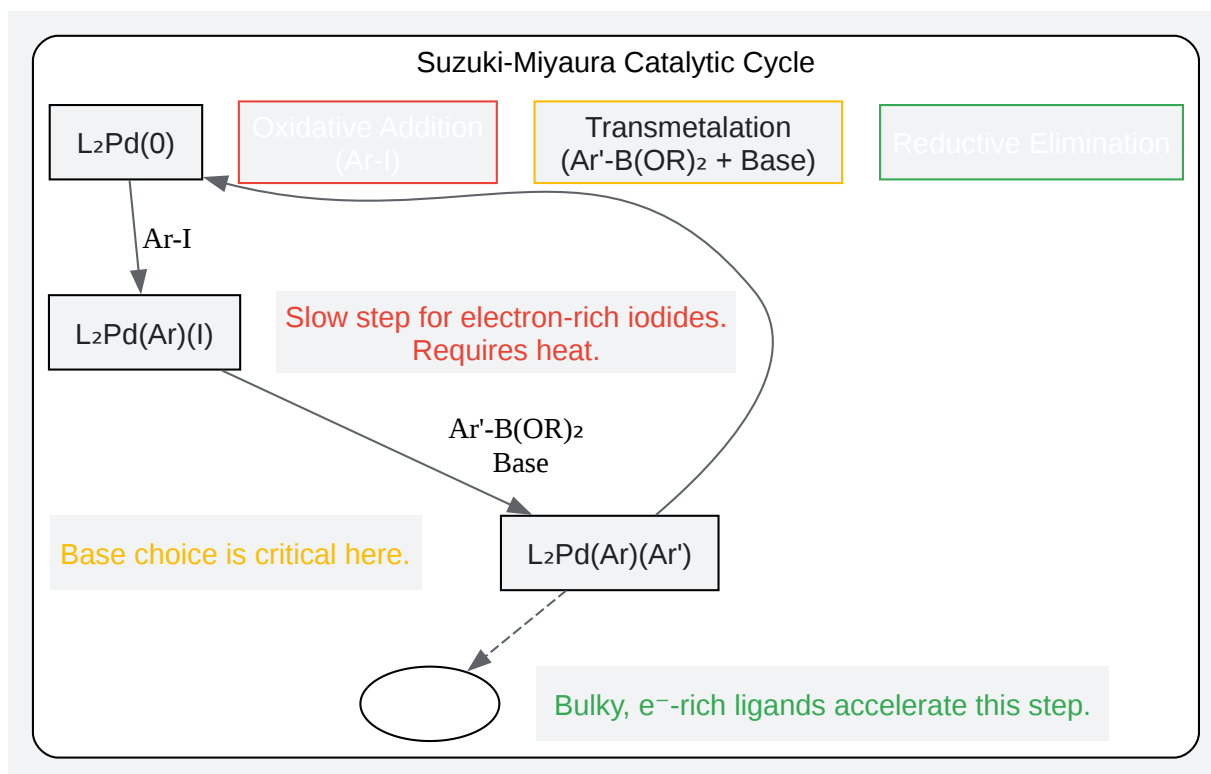 Suzuki-Miyaura Catalytic Cycle
L₂Pd(0)
Oxidative Addition
(Ar-I)
Transmetalation
(Ar'-B(OR)₂ + Base)
Reductive Elimination
Ar-I
L₂Pd(Ar)(I)
Slow step for electron-rich iodides.
Requires heat.
Ar'-B(OR)₂
Base
Base choice is critical here.
L₂Pd(Ar)(Ar')
Bulky, e⁻-rich ligands accelerate this step.